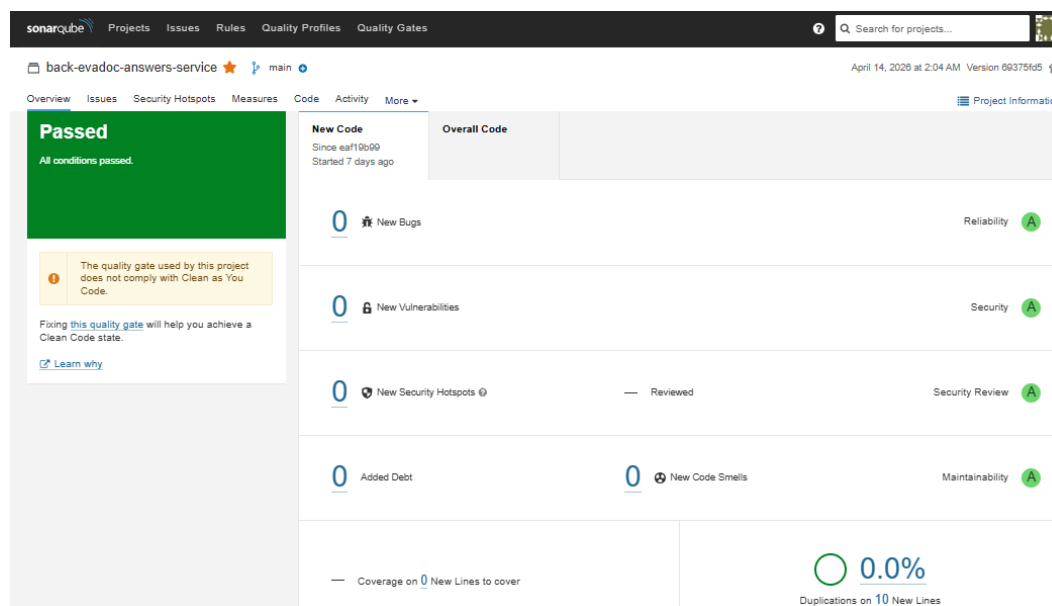 sonarqube Projects Issues Rules Quality Profiles Quality Gates Search for projects...
back-evadoc-answers-service main April 14, 2026 at 2:04 AM Version 69375fd5
Overview Issues Security Hotspots Measures Code Activity More Project Informatio
Passed
All conditions passed.
The quality gate used by this project
does not comply with Clean as You
Code.
Fixing this quality gate will help you achieve a
Clean Code state.
Learn why
New Code
Since eaf19b99
Started 7 days ago
Overall Code
0 New Bugs Reliability A
0 New Vulnerabilities Security A
0 New Security Hotspots — Reviewed Security Review A
0 Added Debt 0 New Code Smells Maintainability A
— Coverage on 0 New Lines to cover
0.0%
Duplications on 10 New Lines